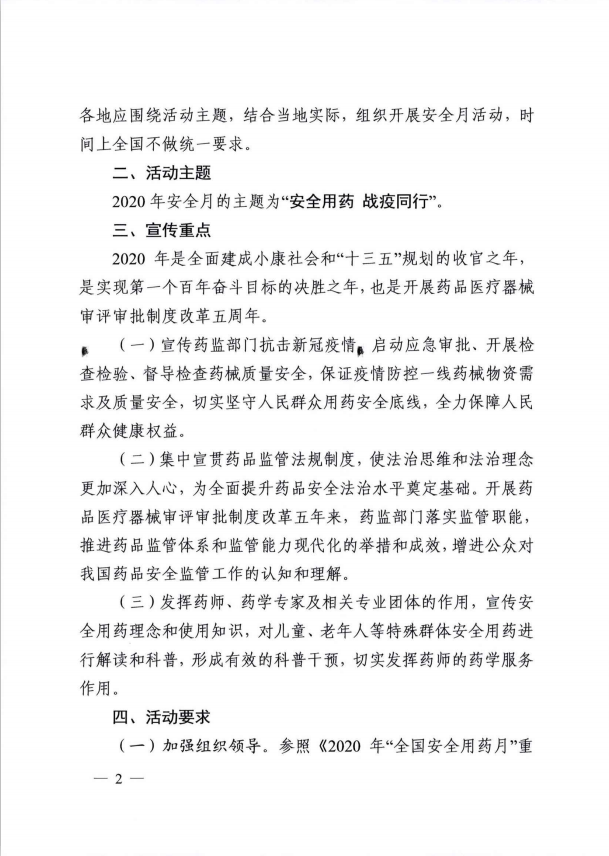 各地应围绕活动主题，结合当地实际，组织开展安全月活动，时
间上全国不做统一要求。
二、活动主题
2020 年安全月的主题为“安全用药 战疫同行”。
三、宣传重点
2020 年是全面建成小康社会和“十三五”规划的收官之年，
是实现第一个百年奋斗目标的决胜之年，也是开展药品医疗器械
审评审批制度改革五周年。
（一）宣传药监部门抗击新冠疫情，启动应急审批、开展检
查检验、督导检查药械质量安全，保证疫情防控一线药械物资需
求及质量安全，切实坚守人民群众用药安全底线，全力保障人民
群众健康权益。
（二）集中宣贯药品监管法规制度，使法治思维和法治理念
更加深入人心，为全面提升药品安全法治水平奠定基础。开展药
品医疗器械审评审批制度改革五年来，药监部门落实监管职能，
推进药品监管体系和监管能力现代化的举措和成效，增进公众对
我国药品安全监管工作的认知和理解。
（三）发挥药师、药学专家及相关专业团体的作用，宣传安
全用药理念和使用知识，对儿童、老年人等特殊群体安全用药进
行解读和科普，形成有效的科普干预，切实发挥药师的药学服务
作用。
四、活动要求
（一）加强组织领导。参照《2020 年“全国安全用药月”重
— 2 —